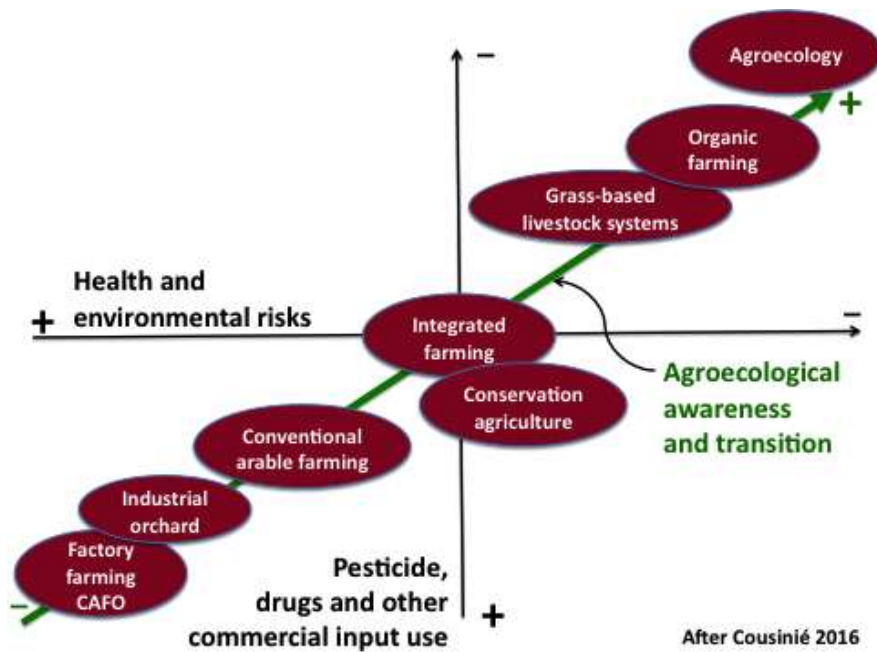 −
Agroecology
+
Organic
farming
Grass-based
livestock systems
Health and
environmental risks
+
−
Integrated
farming
Agroecological
awareness
and transition
Conservation
agriculture
Conventional
arable farming
Industrial
orchard
Factory
farming
CAFO
−
Pesticide,
drugs and other
commercial input use
+
After Cousinié 2016